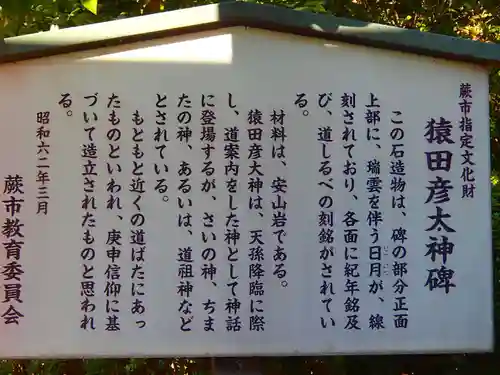 蕨市指定文化財
猿田彦大神碑
この石造物は、碑の部分正面
上部に、瑞雲を伴う日月が、線
刻されており、各面に紀年銘及
び、道しるべの刻銘がされてい
る。
材料は、安山岩である。
猿田彦大神は、天孫降臨に際
し、道案内をした神として神話
に登場するが、さいの神、ちま
たの神、あるいは、道祖神など
とされている。
もともと近くの道ばたにあっ
たものといわれ、庚申信仰に基
づいて造立されたものと思われ
る。
昭和六二年三月
蕨市教育委員会